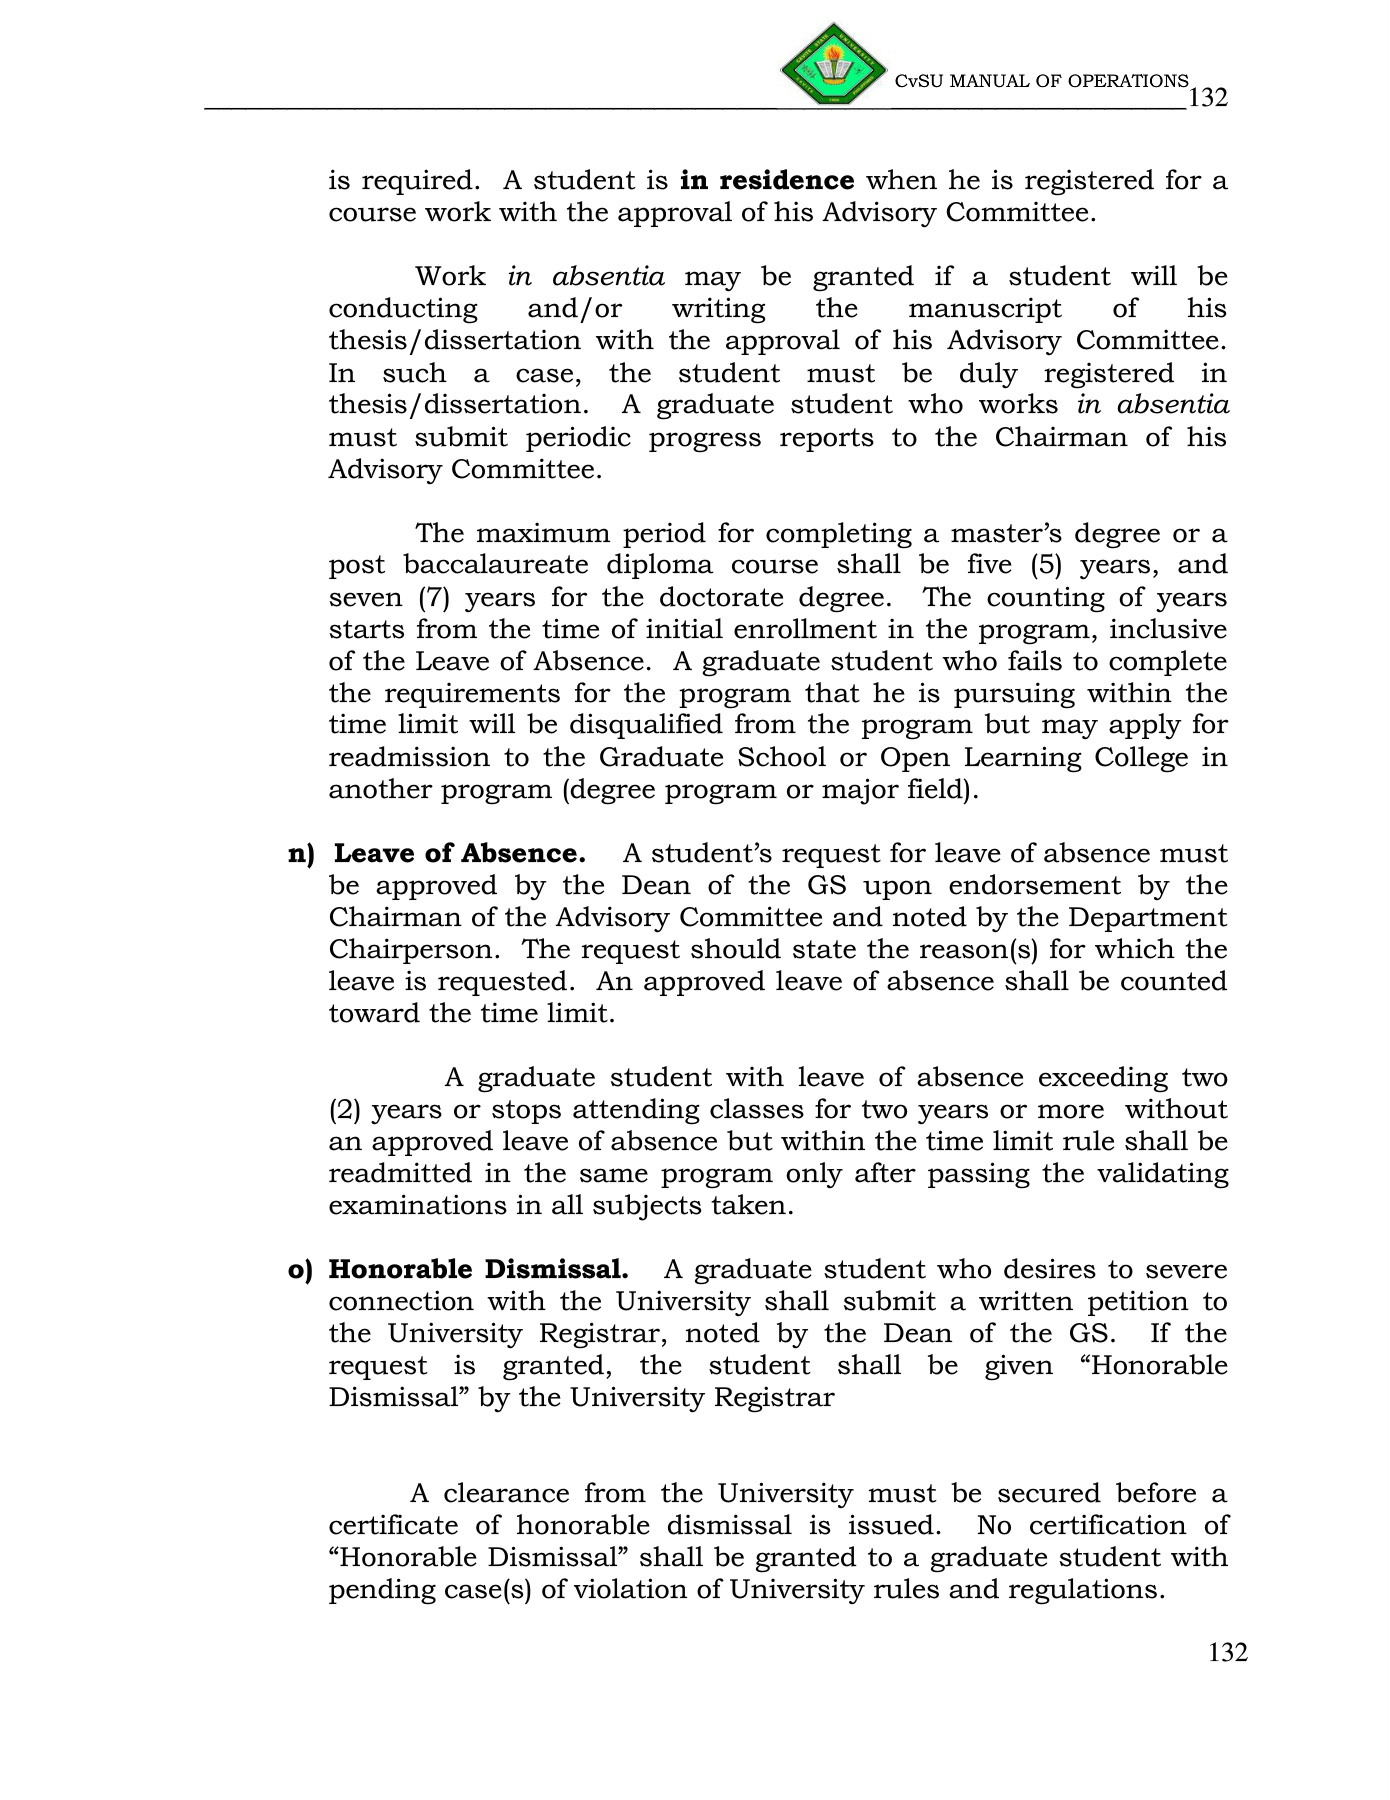 CvSU MANUAL OF OPERATIONS
132
is required. A student is in residence when he is registered for a
course work with the approval of his Advisory Committee.
Work in absentia may be granted if a student will be
conducting and/or writing the manuscript of his
thesis/dissertation with the approval of his Advisory Committee.
In such a case, the student must be duly registered in
thesis/dissertation. A graduate student who works in absentia
must submit periodic progress reports to the Chairman of his
Advisory Committee.
The maximum period for completing a master’s degree or a
post baccalaureate diploma course shall be five (5) years, and
seven (7) years for the doctorate degree. The counting of years
starts from the time of initial enrollment in the program, inclusive
of the Leave of Absence. A graduate student who fails to complete
the requirements for the program that he is pursuing within the
time limit will be disqualified from the program but may apply for
readmission to the Graduate School or Open Learning College in
another program (degree program or major field).
n) Leave of Absence. A student’s request for leave of absence must
be approved by the Dean of the GS upon endorsement by the
Chairman of the Advisory Committee and noted by the Department
Chairperson. The request should state the reason(s) for which the
leave is requested. An approved leave of absence shall be counted
toward the time limit.
A graduate student with leave of absence exceeding two
(2) years or stops attending classes for two years or more without
an approved leave of absence but within the time limit rule shall be
readmitted in the same program only after passing the validating
examinations in all subjects taken.
o) Honorable Dismissal. A graduate student who desires to severe
connection with the University shall submit a written petition to
the University Registrar, noted by the Dean of the GS. If the
request is granted, the student shall be given “Honorable
Dismissal” by the University Registrar
A clearance from the University must be secured before a
certificate of honorable dismissal is issued. No certification of
“Honorable Dismissal” shall be granted to a graduate student with
pending case(s) of violation of University rules and regulations.
132